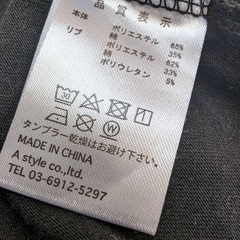 品質表示
本体 ポリエステル 65%
綿 35%
リブ ポリエステル 62%
綿 33%
ポリウレタン 5%
30
W
タンブラー乾燥はお避け下さい。
MADE IN CHINA
A style co.,ltd.
TEL 03-6912-5297